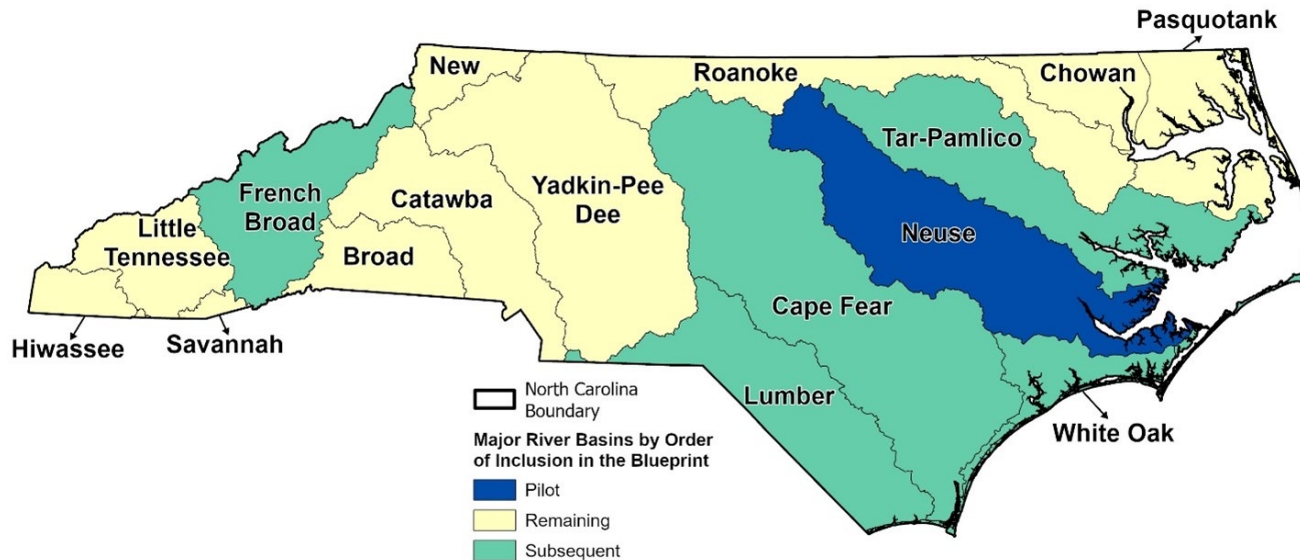 Pasquotank
New
Roanoke
Chowan
Tar-Pamlico
French
Broad
Catawba
Yadkin-Pee
Dee
Little
Tennessee
Broad
Neuse
Cape Fear
Hiwassee
Savannah
Lumber
White Oak
North Carolina
Boundary
Major River Basins by Order
of Inclusion in the Blueprint
Pilot
Remaining
Subsequent